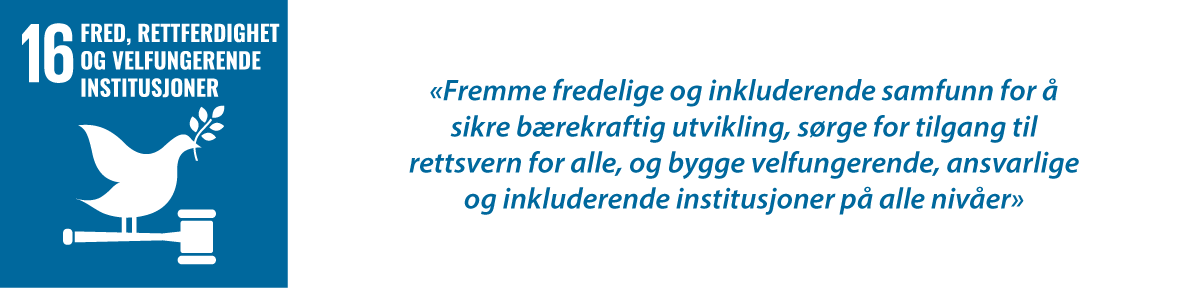 16
FRED, RETTFERDIGHET
OG VELFUNGERENDE
INSTITUSJONER
«Fremme fredelige og inkluderende samfunn for å
sikre bærekraftig utvikling, sørge for tilgang til
rettsvern for alle, og bygge velfungerende, ansvarlige
og inkluderende institusjoner på alle nivåer»